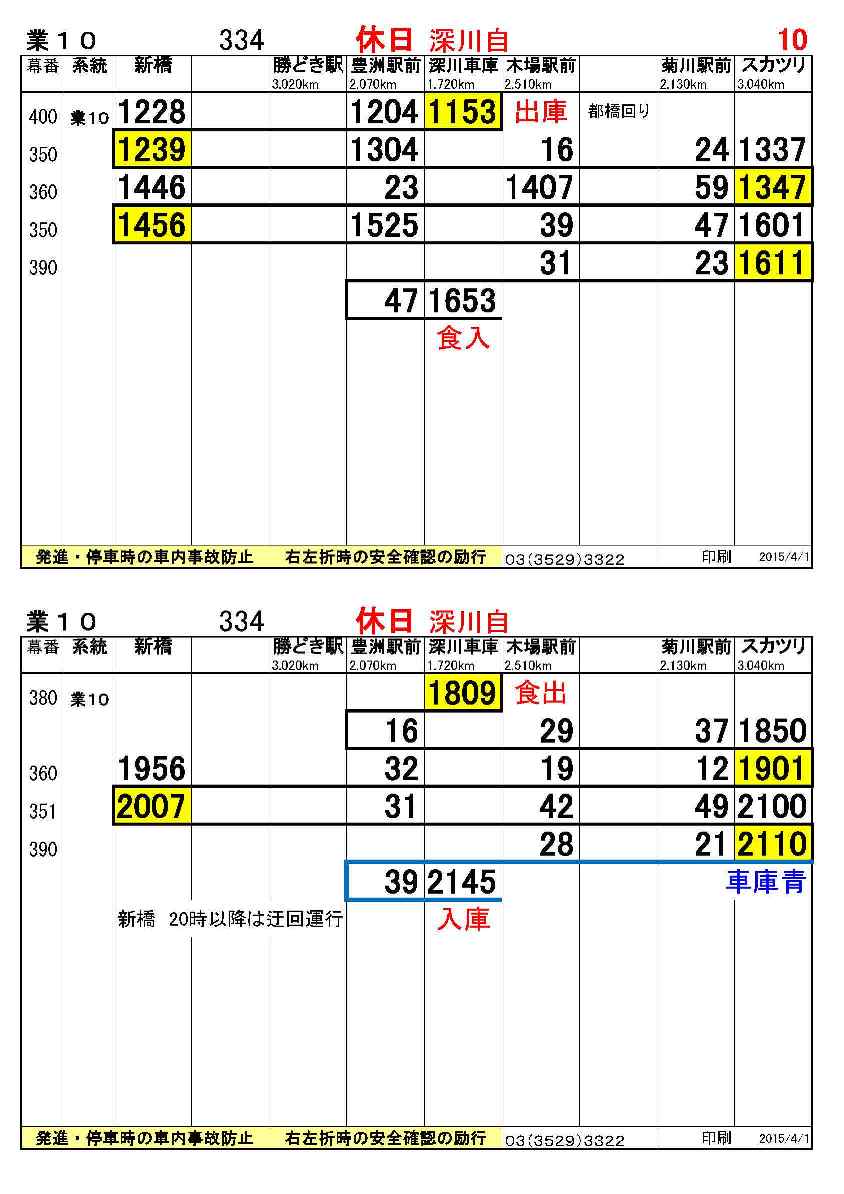 業１０ 334 休日 深川自 10
幕番 系統 新橋 勝どき駅 豊洲駅前 深川車庫 木場駅前 菊川駅前 スカツリ
3.020km 2.070km 1.720km 2.510km 2.130km 3.040km
400 業10 1228 1204 1153 出庫 都橋回り
350 1239 1304 16 24 1337
360 1446 23 1407 59 1347
350 1456 1525 39 47 1601
390 31 23 1611
47 1653
食入
発進・停車時の車内事故防止 右左折時の安全確認の励行 03(3529)3322 印刷 2015/4/1
業１０ 334 休日 深川自
幕番 系統 新橋 勝どき駅 豊洲駅前 深川車庫 木場駅前 菊川駅前 スカツリ
3.020km 2.070km 1.720km 2.510km 2.130km 3.040km
380 業10 1809 食出
16 29 37 1850
360 1956 32 19 12 1901
351 2007 31 42 49 2100
390 28 21 2110
39 2145 車庫青
新橋 20時以降は迂回運行 入庫
発進・停車時の車内事故防止 右左折時の安全確認の励行 03(3529)3322 印刷 2015/4/1